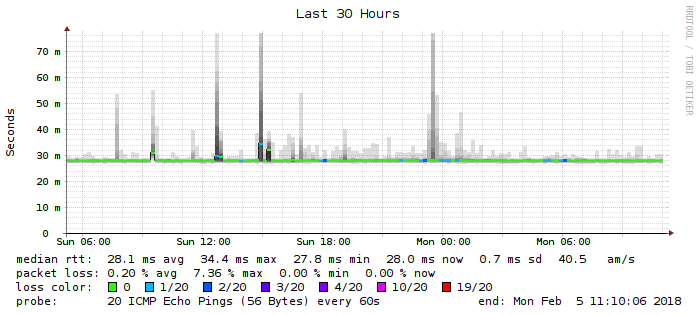 Last 30 Hours
RRDTOOL / TOBI OETIKER
Seconds
70 m
60 m
50 m
40 m
30 m
20 m
10 m
0
Sun 06:00 Sun 12:00 Sun 18:00 Mon 00:00 Mon 06:00
median rtt: 28.1 ms avg 34.4 ms max 27.8 ms min 28.0 ms now 0.7 ms sd 40.5 am/s
packet loss: 0.20 % avg 7.36 % max 0.00 % min 0.00 % now
loss color: 0 1/20 2/20 3/20 4/20 10/20 19/20
probe: 20 ICMP Echo Pings (56 Bytes) every 60s end: Mon Feb 5 11:10:06 2018